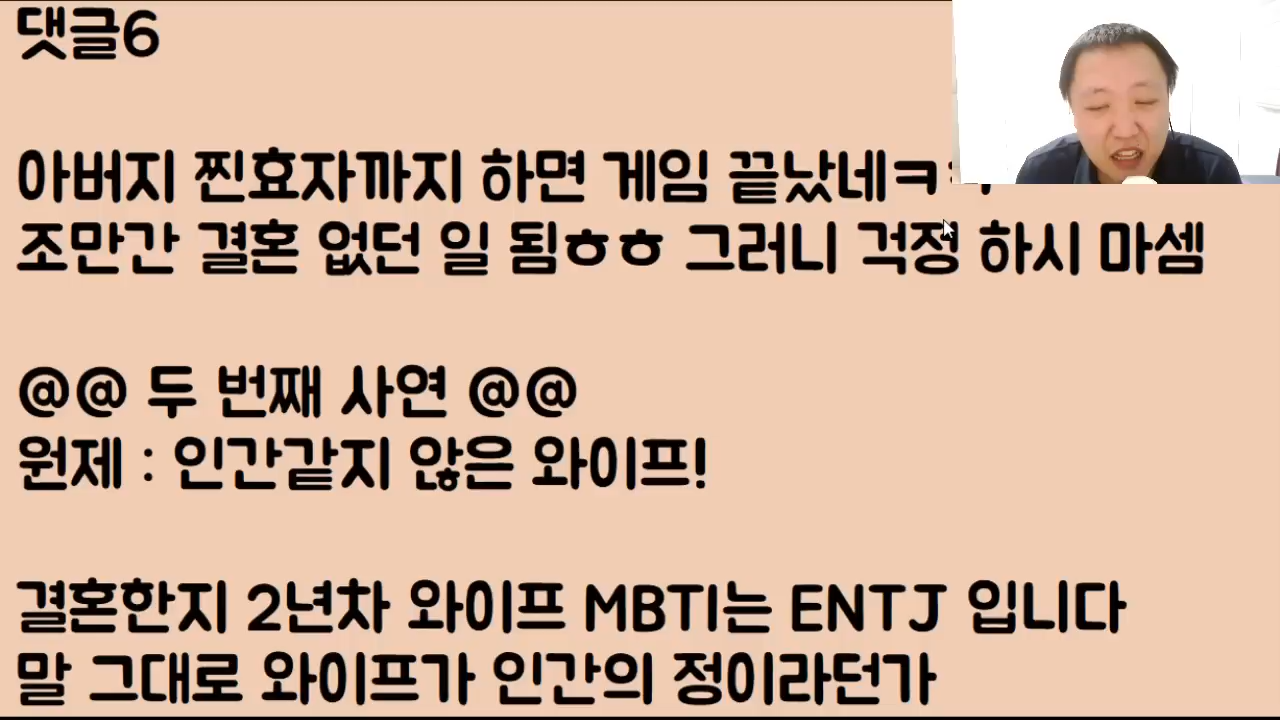 댓글6
아버지 찐효자까지 하면 게임 끝났네ㅋㅋ
조만간 결혼 없던 일 됨ㅎㅎ 그러니 걱정 하시 마셈
@@ 두 번째 사연 @@
원제 : 인간같지 않은 와이프!
결혼한지 2년차 와이프 MBTI는 ENTJ 입니다
말 그대로 와이프가 인간의 정이라던가